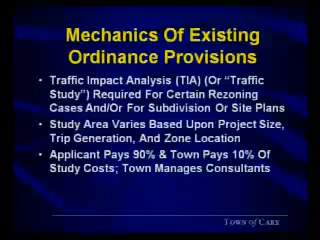 Mechanics Of Existing
Ordinance Provisions
• Traffic Impact Analysis (TIA) (Or “Traffic
Study”) Required For Certain Rezoning
Cases And/Or For Subdivision Or Site Plans
• Study Area Varies Based Upon Project Size,
Trip Generation, And Zone Location
• Applicant Pays 90% & Town Pays 10% Of
Study Costs; Town Manages Consultants
TOWN of CARY